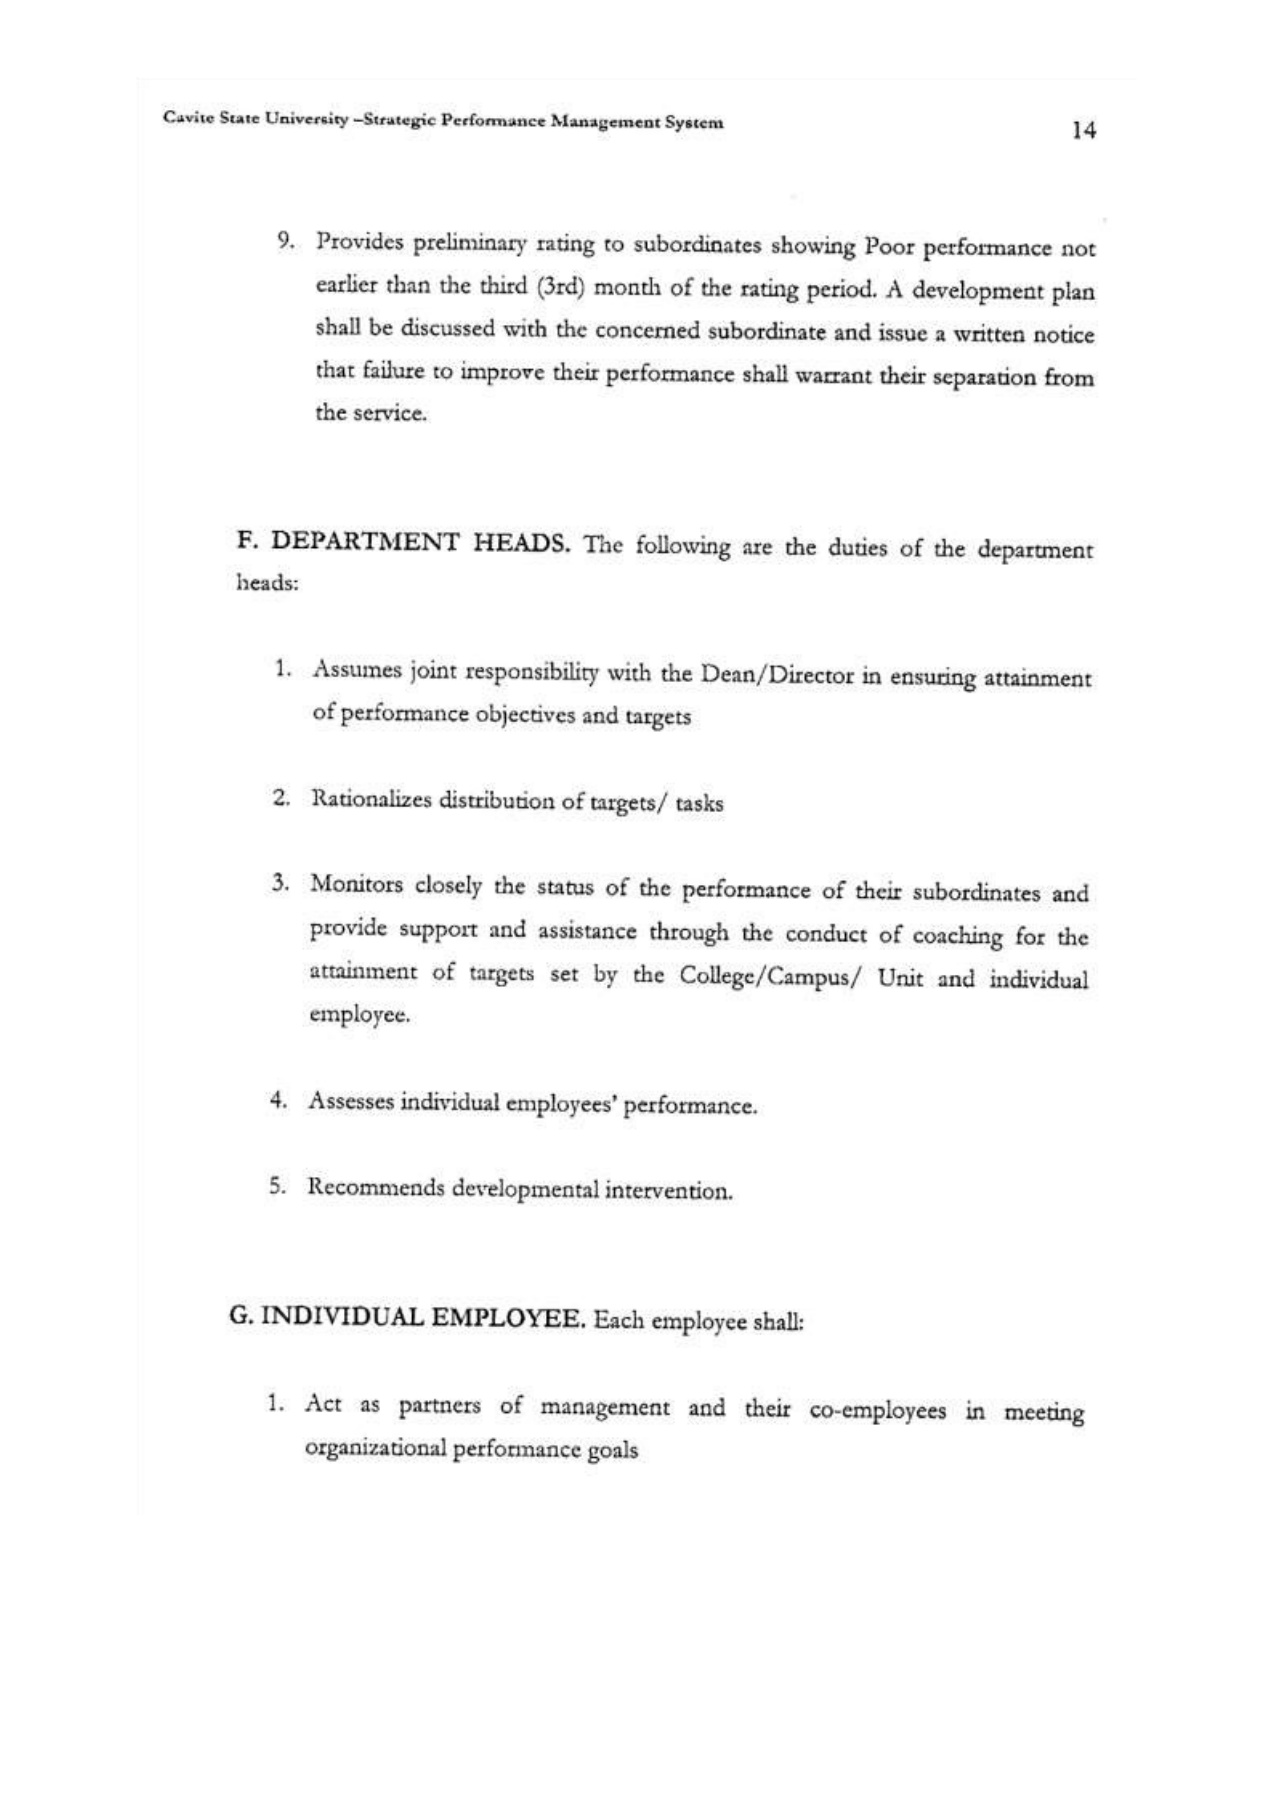 Cavite State University –Strategic Performance Management System
14
9. Provides preliminary rating to subordinates showing Poor performance not
earlier than the third (3rd) month of the rating period. A development plan
shall be discussed with the concerned subordinate and issue a written notice
that failure to improve their performance shall warrant their separation from
the service.
F. DEPARTMENT HEADS. The following are the duties of the department
heads:
1. Assumes joint responsibility with the Dean/Director in ensuring attainment
of performance objectives and targets
2. Rationalizes distribution of targets/ tasks
3. Monitors closely the status of the performance of their subordinates and
provide support and assistance through the conduct of coaching for the
attainment of targets set by the College/Campus/ Unit and individual
employee.
4. Assesses individual employees' performance.
5. Recommends developmental intervention.
G. INDIVIDUAL EMPLOYEE. Each employee shall:
1. Act as partners of management and their co-employees in meeting
organizational performance goals